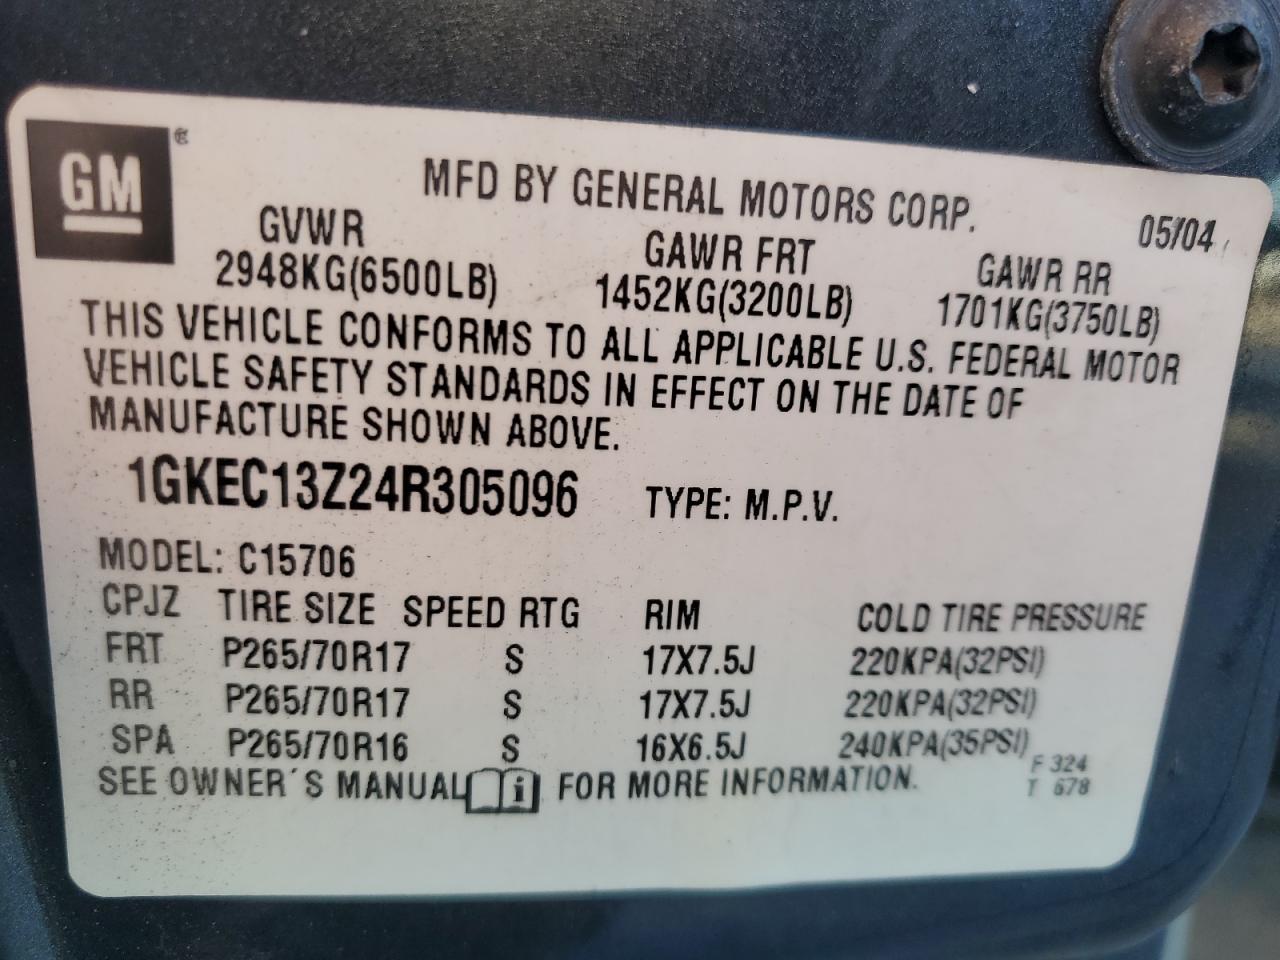 GM ®
MFD BY GENERAL MOTORS CORP. 05/04
GVWR GAWR FRT GAWR RR
2948KG(6500LB) 1452KG(3200LB) 1701KG(3750LB)
THIS VEHICLE CONFORMS TO ALL APPLICABLE U.S. FEDERAL MOTOR
VEHICLE SAFETY STANDARDS IN EFFECT ON THE DATE OF
MANUFACTURE SHOWN ABOVE.
1GKEC13Z24R305096 TYPE: M.P.V.
MODEL: C15706
CPJZ TIRE SIZE SPEED RTG RIM COLD TIRE PRESSURE
FRT P265/70R17 S 17X7.5J 220KPA(32PSI)
RR P265/70R17 S 17X7.5J 220KPA(32PSI)
SPA P265/70R16 S 16X6.5J 240KPA(35PSI)
SEE OWNER´S MANUAL i FOR MORE INFORMATION.
F 324
T 678